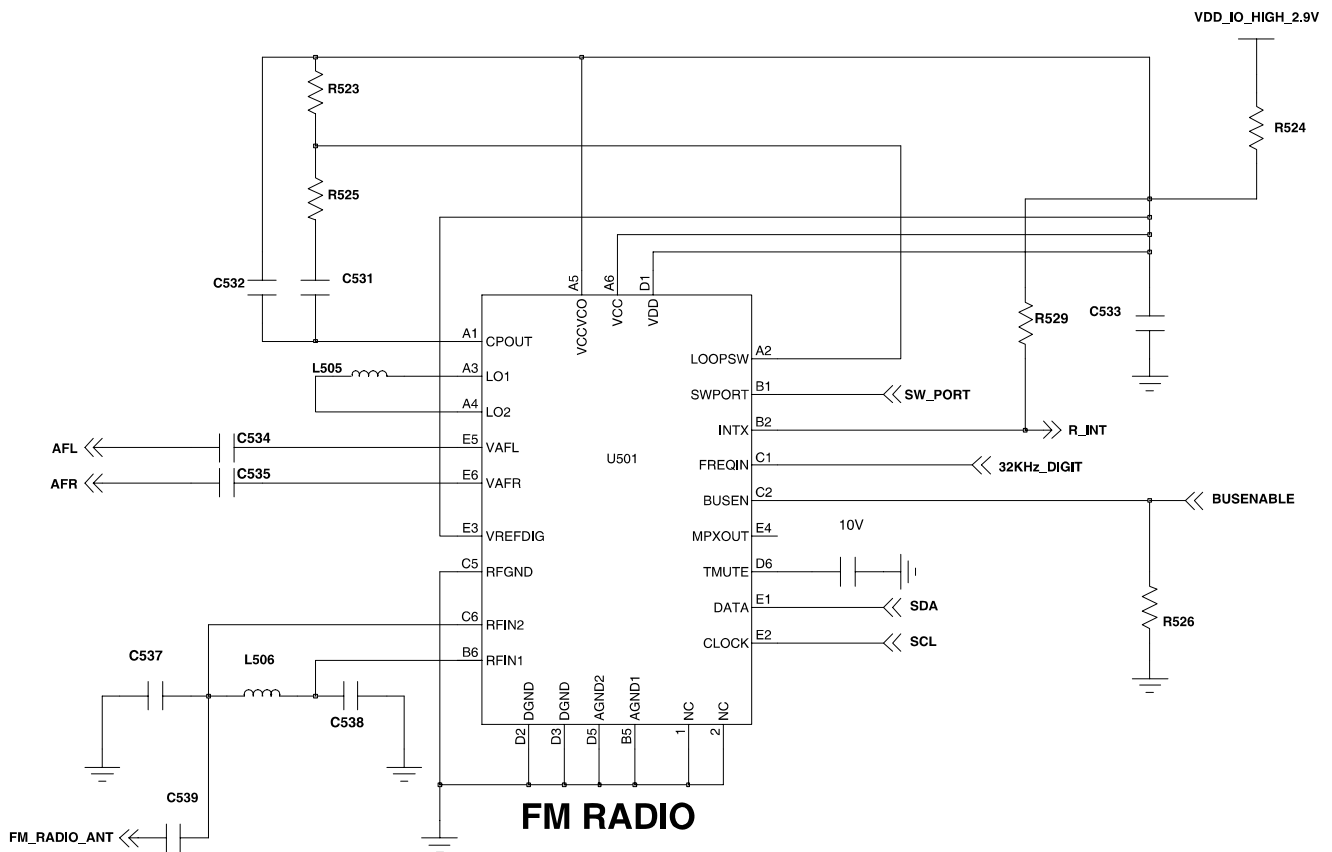 VDD_IO_HIGH_2.9V
R523
R524
R525
C532
C531
A5
A6
D1
VCCVCO
VCC
VDD
R529
C533
A1
CPOUT
A2
LOOPSW
L505
A3
LO1
B1
SWPORT
SW_PORT
A4
LO2
B2
INTX
R_INT
AFL
C534
E5
VAFL
U501
C1
FREQIN
32KHz_DIGIT
AFR
C535
E6
VAFR
C2
BUSEN
BUSENABLE
E3
VREFDIG
E4
MPXOUT
10V
C5
RFGND
D6
TMUTE
E1
DATA
SDA
C6
RFIN2
E2
CLOCK
SCL
R526
C537
L506
B6
RFIN1
C538
DGND
DGND
AGND2
AGND1
NC
NC
D2
D3
D5
B5
1
2
C539
FM RADIO
FM_RADIO_ANT